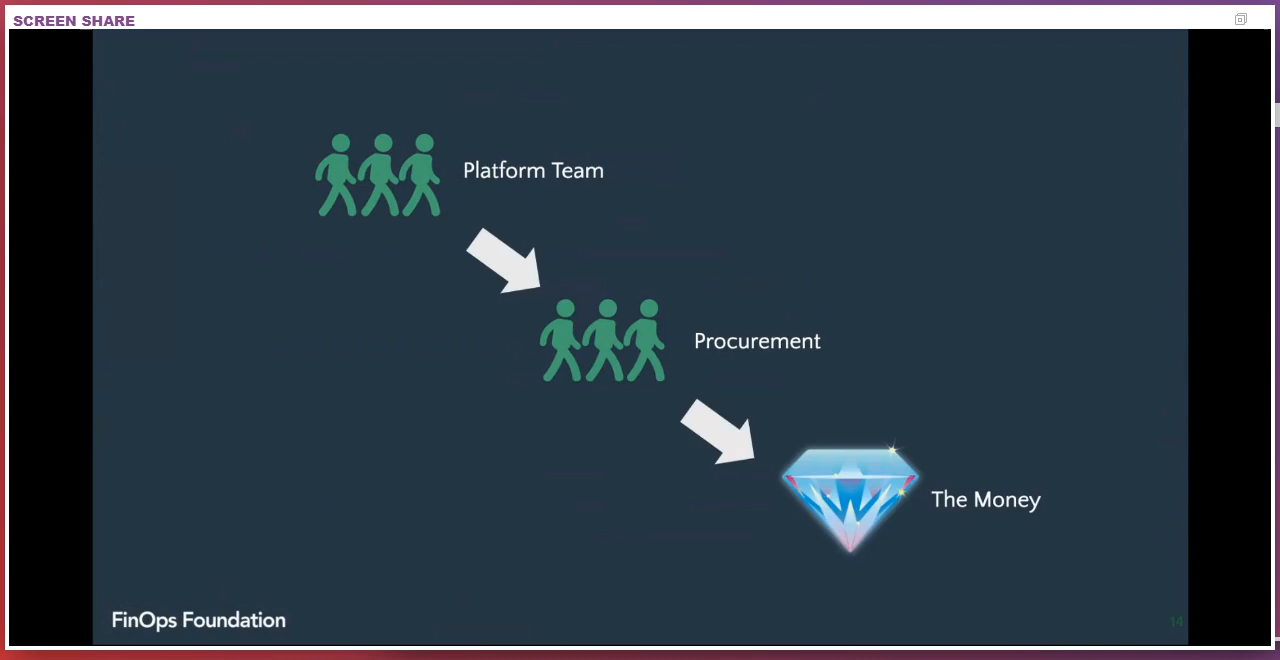 SCREEN SHARE
Platform Team
Procurement
The Money
FinOps Foundation
14